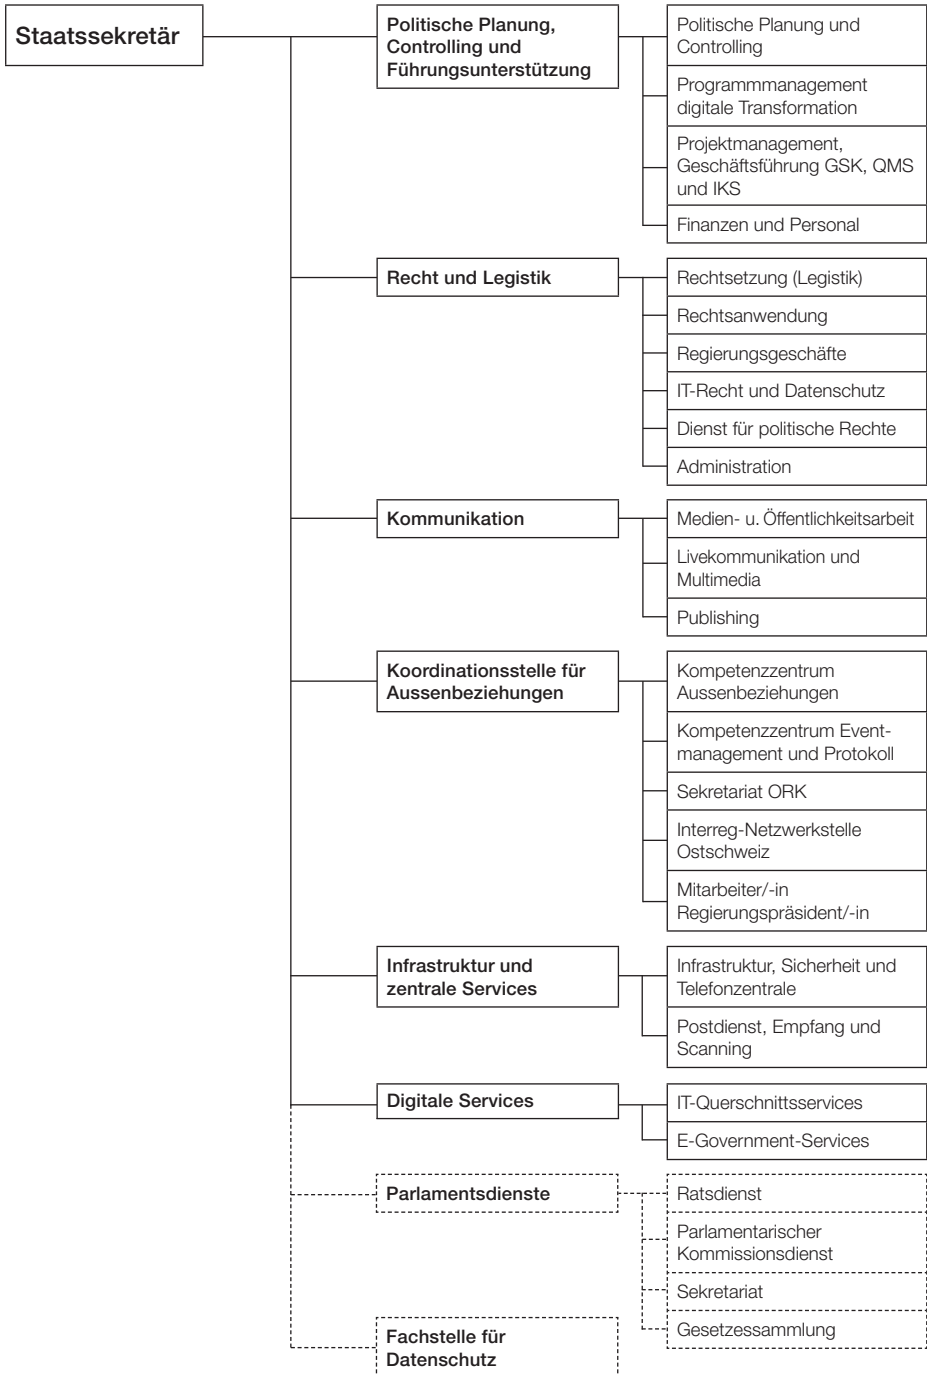 Staatssekretär
Politische Planung,
Controlling und
Führungsunterstützung
Politische Planung und
Controlling
Programmmanagement
digitale Transformation
Projektmanagement,
Geschäftsführung GSK, QMS
und IKS
Finanzen und Personal
Recht und Legistik
Rechtsetzung (Legistik)
Rechtsanwendung
Regierungsgeschäfte
IT-Recht und Datenschutz
Dienst für politische Rechte
Administration
Kommunikation
Medien- u. Öffentlichkeitsarbeit
Livekommunikation und
Multimedia
Publishing
Koordinationsstelle für
Aussenbeziehungen
Kompetenzzentrum
Aussenbeziehungen
Kompetenzzentrum Event-
management und Protokoll
Sekretariat ORK
Interreg-Netzwerkstelle
Ostschweiz
Mitarbeiter/-in
Regierungspräsident/-in
Infrastruktur und
zentrale Services
Infrastruktur, Sicherheit und
Telefonzentrale
Postdienst, Empfang und
Scanning
Digitale Services
IT-Querschnittsservices
E-Government-Services
Parlamentsdienste
Ratsdienst
Parlamentarischer
Kommissionsdienst
Sekretariat
Gesetzessammlung
Fachstelle für
Datenschutz